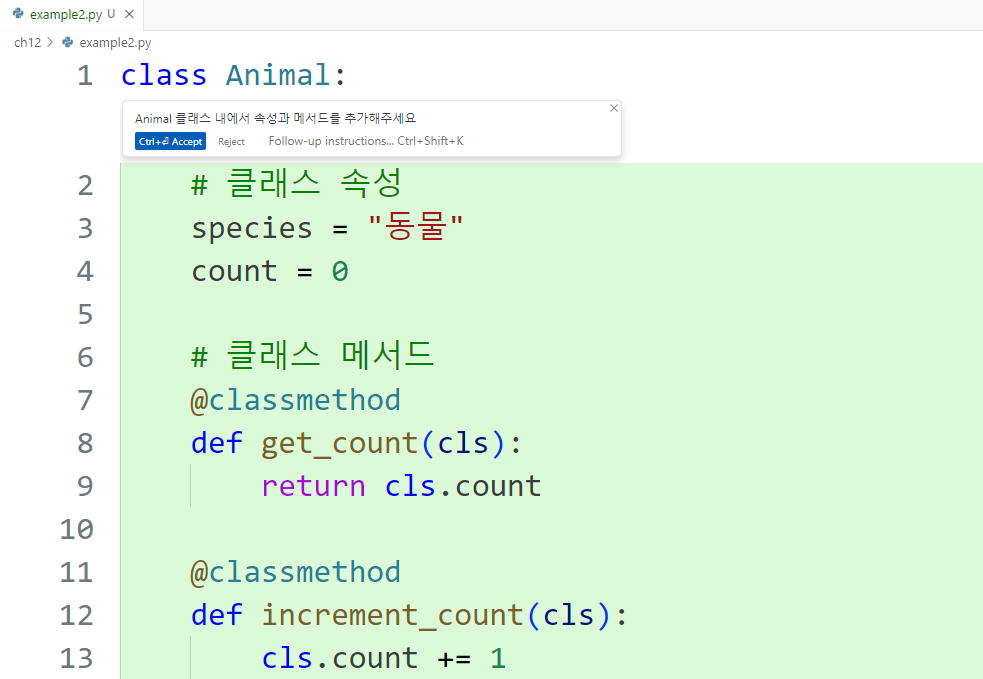 example2.py U ×
ch12 > example2.py
1 class Animal:
Animal 클래스 내에서 속성과 메서드를 추가해주세요 ×
Ctrl+⏎ Accept Reject Follow-up instructions... Ctrl+Shift+K
2 # 클래스 속성
3 species = "동물"
4 count = 0
5
6 # 클래스 메서드
7 @classmethod
8 def get_count(cls):
9 return cls.count
10
11 @classmethod
12 def increment_count(cls):
13 cls.count += 1